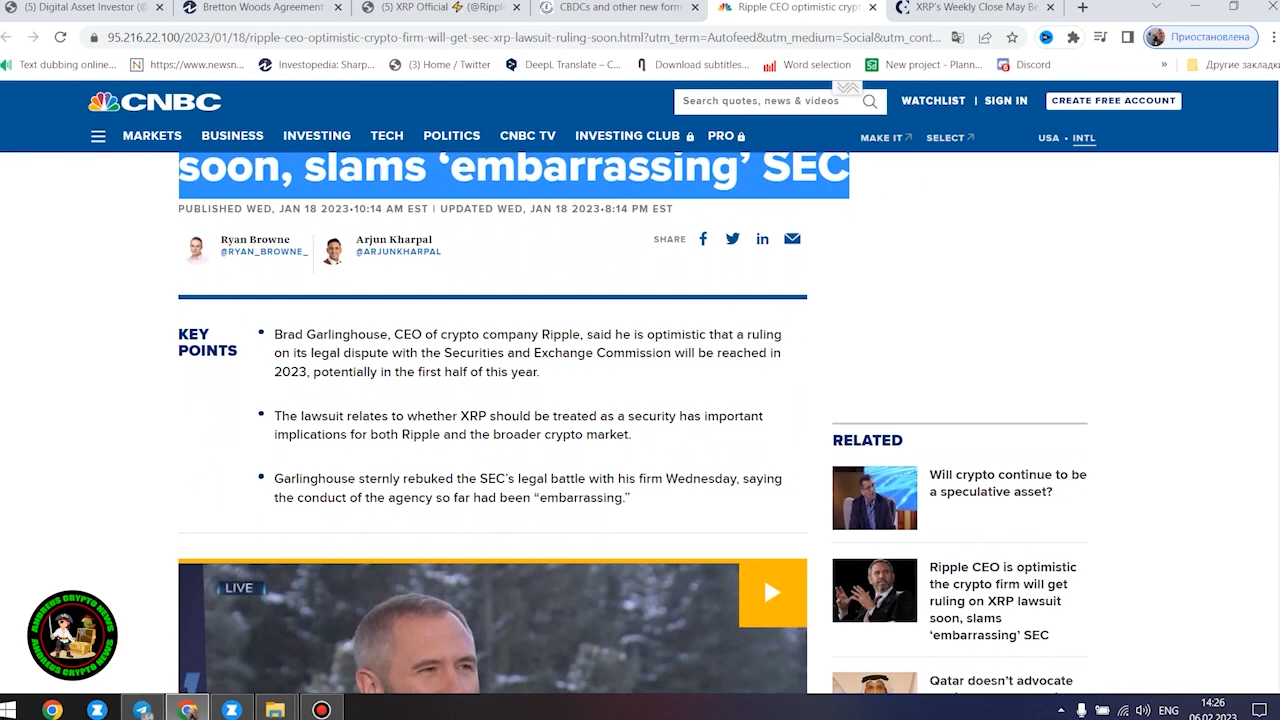 (5) Digital Asset Investor (@
Bretton Woods Agreement
(5) XRP Official ⚡ (@Ripple
CBDCs and other new form
Ripple CEO optimistic crypt
XRP's Weekly Close May Be
95.216.22.100/2023/01/18/ripple-ceo-optimistic-crypto-firm-will-get-sec-xrp-lawsuit-ruling-soon.html?utm_term=Autofeed&utm_medium=Social&utm_cont...
Приостановлена
Text dubbing online...
https://www.newsn...
Investopedia: Sharp...
(3) Home / Twitter
DeepL Translate – C...
Download subtitles...
Word selection
New project - Plann...
Discord
»
Другие закладки
CNBC
Search quotes, news & videos
WATCHLIST | SIGN IN
CREATE FREE ACCOUNT
MARKETS BUSINESS INVESTING TECH POLITICS CNBC TV INVESTING CLUB PRO
MAKE IT SELECT
USA • INTL
soon, slams ‘embarrassing’ SEC
PUBLISHED WED, JAN 18 2023•10:14 AM EST | UPDATED WED, JAN 18 2023•8:14 PM EST
Ryan Browne
@RYAN_BROWNE_
Arjun Kharpal
@ARJUNKHARPAL
SHARE
KEY
POINTS
Brad Garlinghouse, CEO of crypto company Ripple, said he is optimistic that a ruling
on its legal dispute with the Securities and Exchange Commission will be reached in
2023, potentially in the first half of this year.
The lawsuit relates to whether XRP should be treated as a security has important
implications for both Ripple and the broader crypto market.
Garlinghouse sternly rebuked the SEC’s legal battle with his firm Wednesday, saying
the conduct of the agency so far had been “embarrassing.”
LIVE
RELATED
Will crypto continue to be
a speculative asset?
Ripple CEO is optimistic
the crypto firm will get
ruling on XRP lawsuit
soon, slams
‘embarrassing’ SEC
Qatar doesn’t advocate
ANDREUS CRYPTO NEWS
ANDREUS CRYPTO NEWS
ENG
14:26
06.02.2023